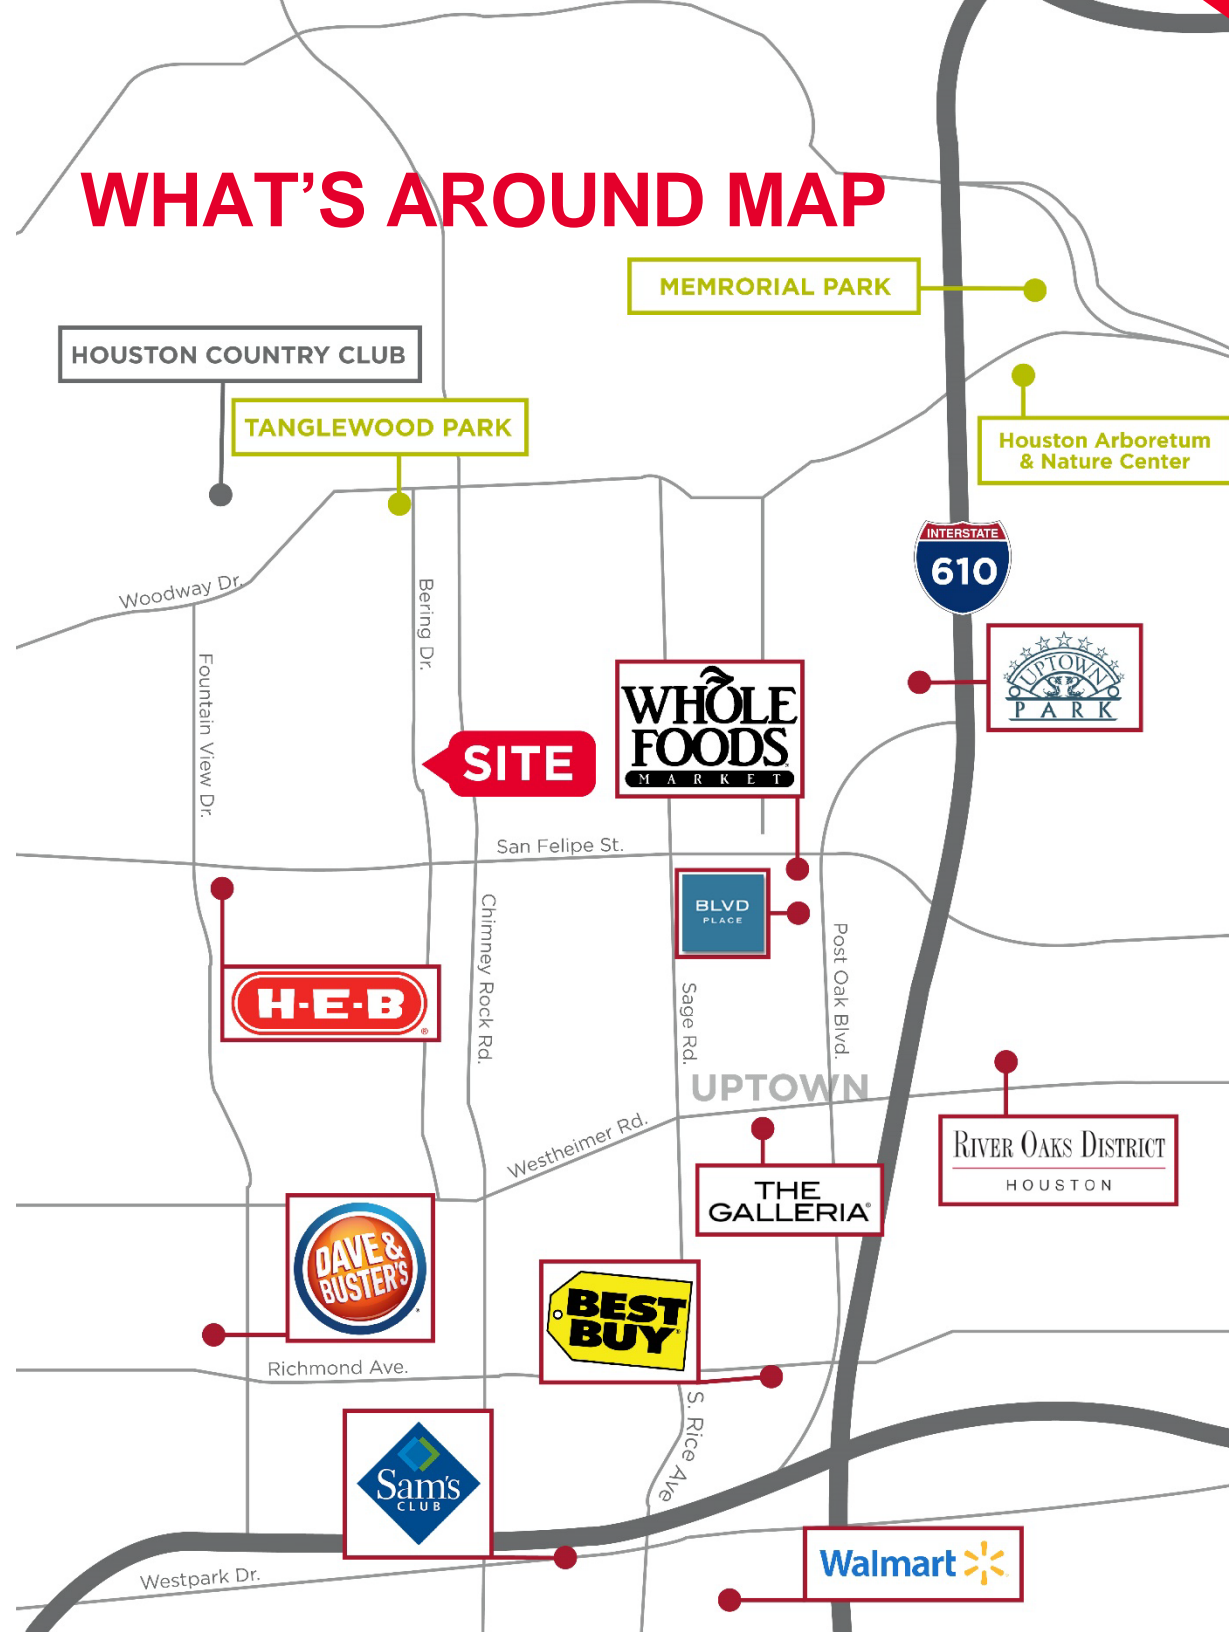 WHAT'S AROUND MAP
MEMRORIAL PARK
HOUSTON COUNTRY CLUB
TANGLEWOOD PARK
Houston Arboretum
& Nature Center
INTERSTATE
610
Woodway Dr.
Bering Dr.
Fountain View Dr.
UPTOWN
PARK
WHOLE
FOODS
MARKET
SITE
San Felipe St.
BLVD
PLACE
Chimney Rock Rd.
Post Oak Blvd.
Sage Rd.
H-E-B
®
UPTOWN
Westheimer Rd.
RIVER OAKS DISTRICT
HOUSTON
THE
GALLERIA®
DAVE &
BUSTER'S
BEST
BUY
Richmond Ave.
S. Rice Ave
Sam's
CLUB
Walmart
Westpark Dr.